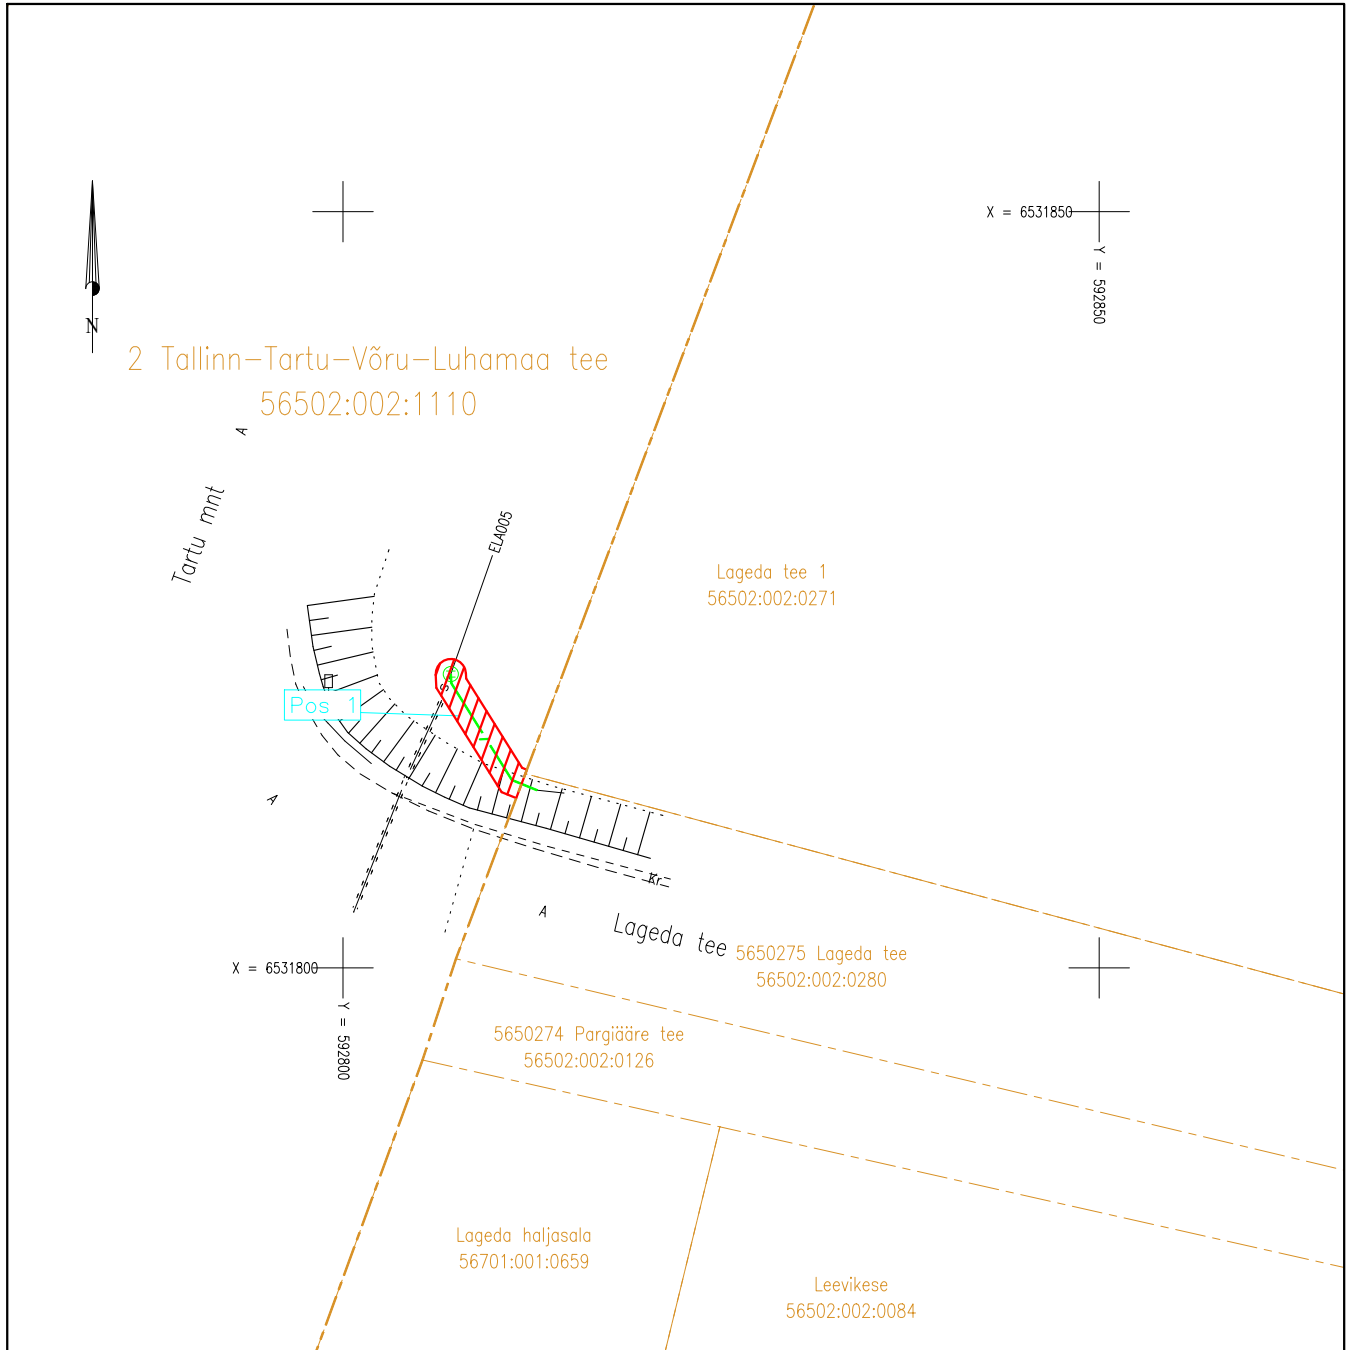 X = 6531850
Y = 592850
N
2 Tallinn-Tartu-Võru-Luhamaa tee
56502:002:1110
A
Tartu mnt
ELA005
Lageda tee 1
56502:002:0271
S
Pos 1
A
Kr
A
Lageda tee
5650275 Lageda tee
56502:002:0280
X = 6531800
Y = 592800
5650274 Pargiääre tee
56502:002:0126
Lageda haljasala
56701:001:0659
Leevikese
56502:002:0084